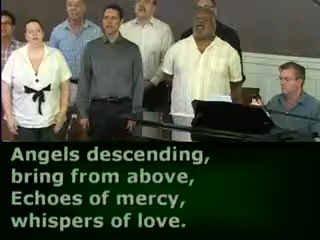 Angels descending,
bring from above,
Echoes of mercy,
whispers of love.